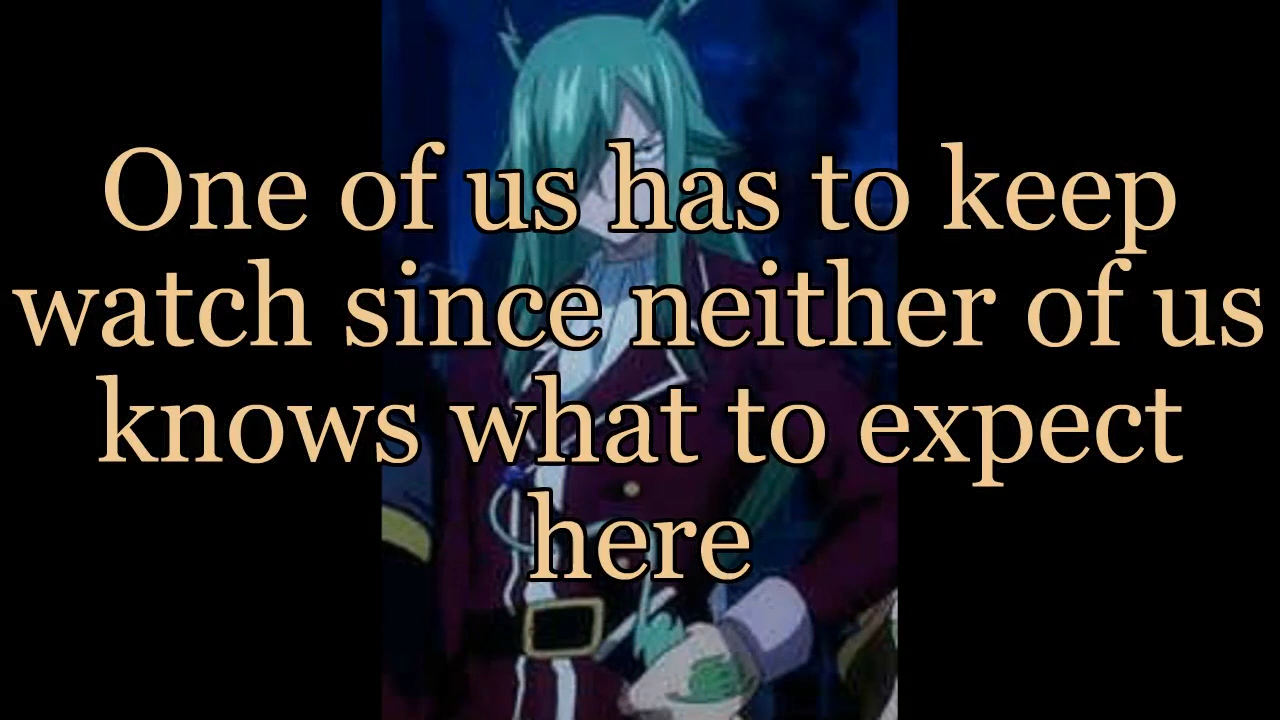 One of us has to keep
watch since neither of us
knows what to expect
here